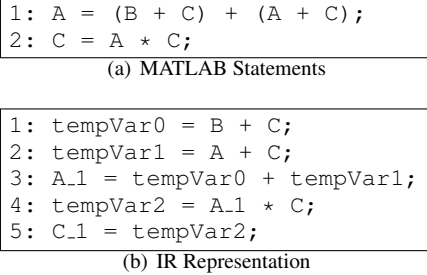 1: A = (B + C) + (A + C);
2: C = A * C;
(a) MATLAB Statements
1: tempVar0 = B + C;
2: tempVar1 = A + C;
3: A_1 = tempVar0 + tempVar1;
4: tempVar2 = A_1 * C;
5: C_1 = tempVar2;
(b) IR Representation